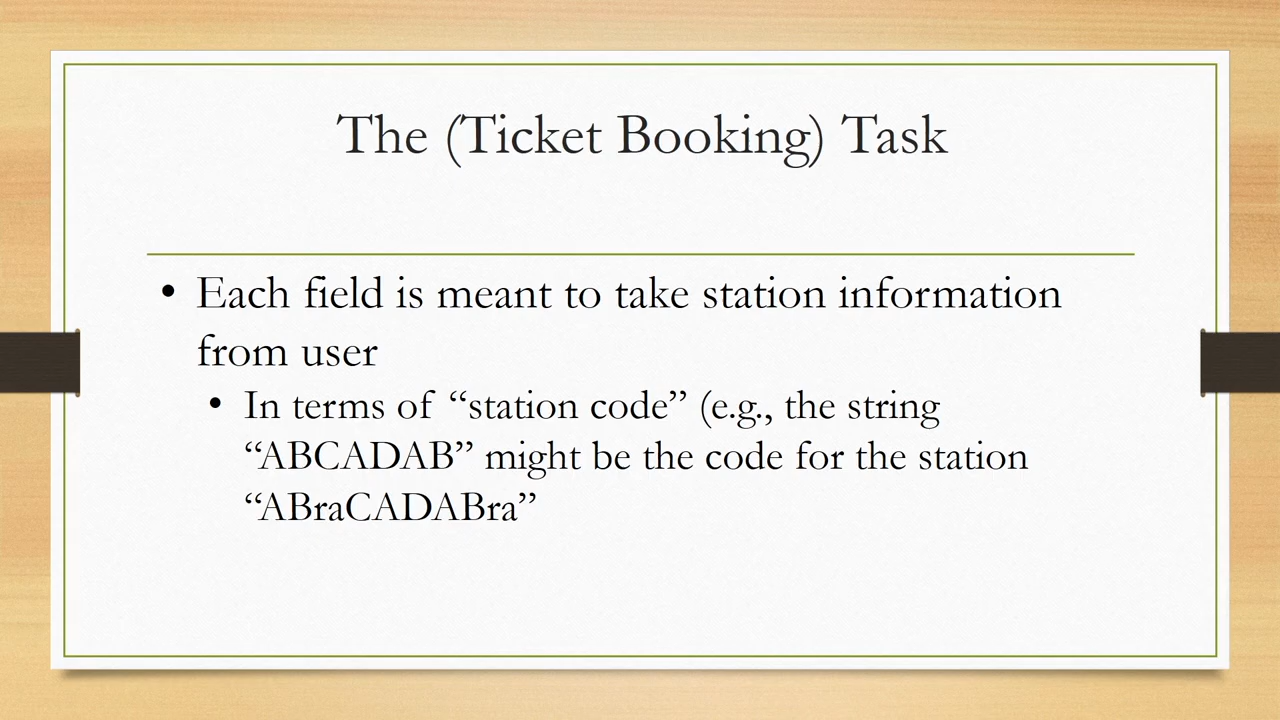 The (Ticket Booking) Task
• Each field is meant to take station information
from user
• In terms of “station code” (e.g., the string
“ABCADAB” might be the code for the station
“ABraCADABra”